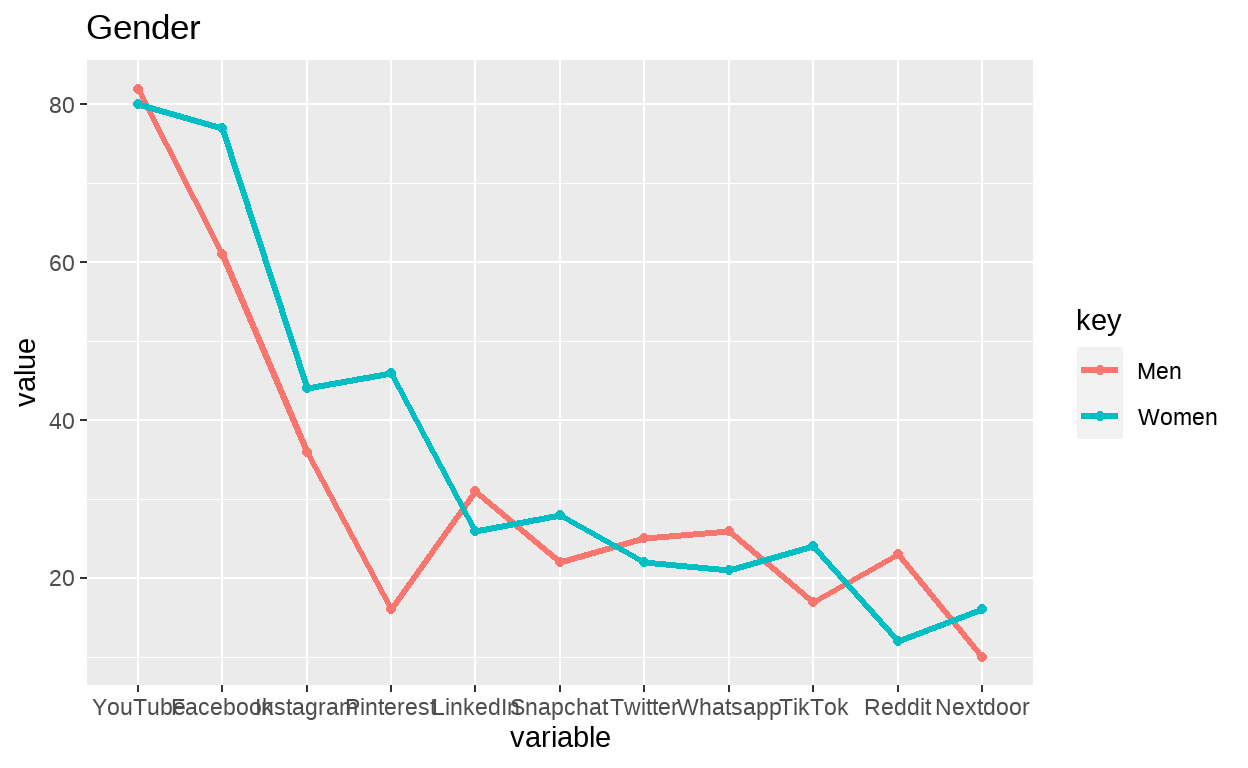 Gender
value
80
60
40
20
YouTube Facebook Instagram Pinterest LinkedIn Snapchat Twitter Whatsapp TikTok Reddit Nextdoor
variable
key
Men
Women